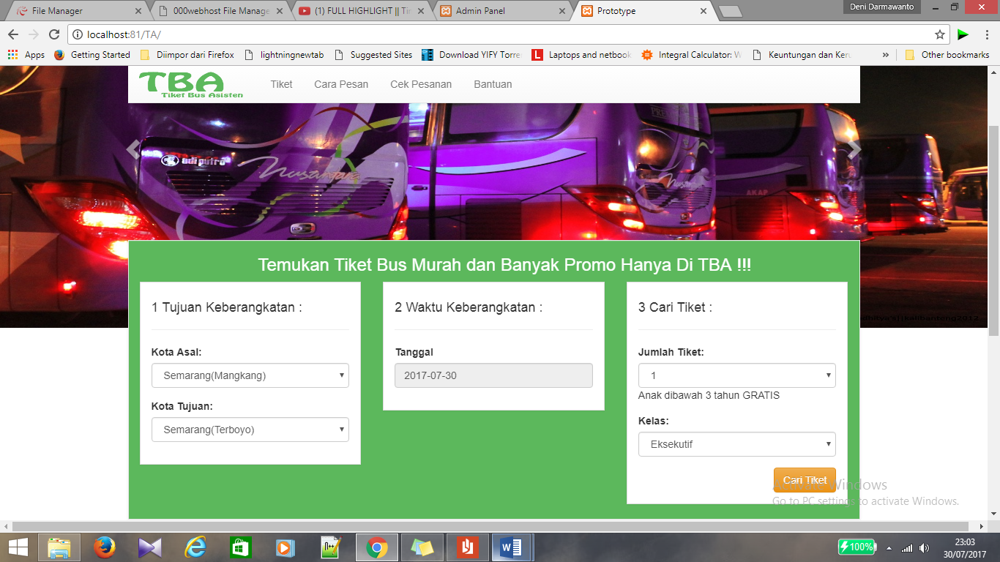 File Manager
000webhost File Manage
(1) FULL HIGHLIGHT || Tin
Admin Panel
Prototype
Deni Darmawanto
localhost:81/TA/
Apps
Getting Started
Diimpor dari Firefox
lightningnewtab
Suggested Sites
Download YIFY Torre
Laptops and netbook
Integral Calculator: W
Keuntungan dan Keru
»
Other bookmarks
TBA
Tiket Bus Asisten
Tiket
Cara Pesan
Cek Pesanan
Bantuan
adiputro
Nusantara
Nusantara
AKAP
Temukan Tiket Bus Murah dan Banyak Promo Hanya Di TBA !!!
1 Tujuan Keberangkatan :
Kota Asal:
Semarang(Mangkang)
Kota Tujuan:
Semarang(Terboyo)
2 Waktu Keberangkatan :
Tanggal
2017-07-30
3 Cari Tiket :
Jumlah Tiket:
1
Anak dibawah 3 tahun GRATIS
Kelas:
Eksekutif
Cari Tiket
Activate Windows
Go to PC settings to activate Windows.
100%
23:03
30/07/2017